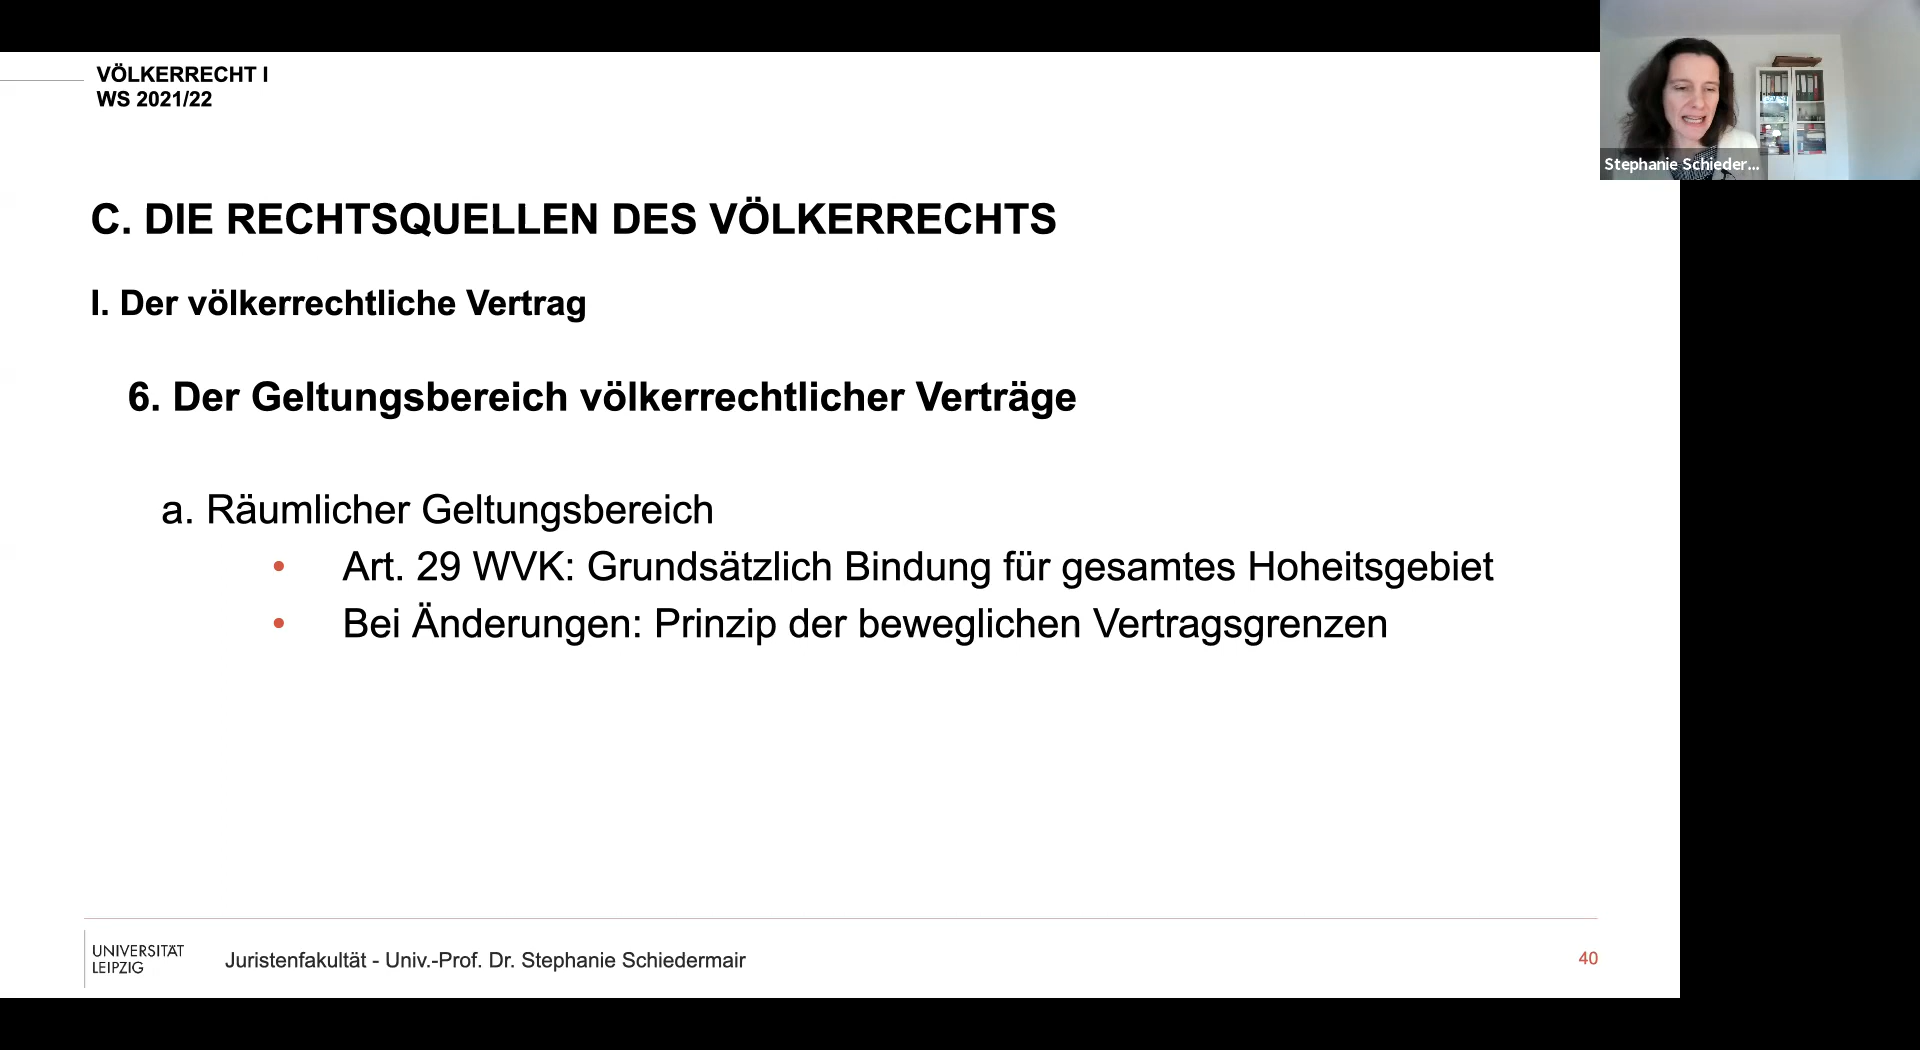 VÖLKERRECHT I
WS 2021/22
Stephanie Schieder...
C. DIE RECHTSQUELLEN DES VÖLKERRECHTS
I. Der völkerrechtliche Vertrag
6. Der Geltungsbereich völkerrechtlicher Verträge
a. Räumlicher Geltungsbereich
• Art. 29 WVK: Grundsätzlich Bindung für gesamtes Hoheitsgebiet
• Bei Änderungen: Prinzip der beweglichen Vertragsgrenzen
UNIVERSITÄT
LEIPZIG
Juristenfakultät - Univ.-Prof. Dr. Stephanie Schiedermair
40